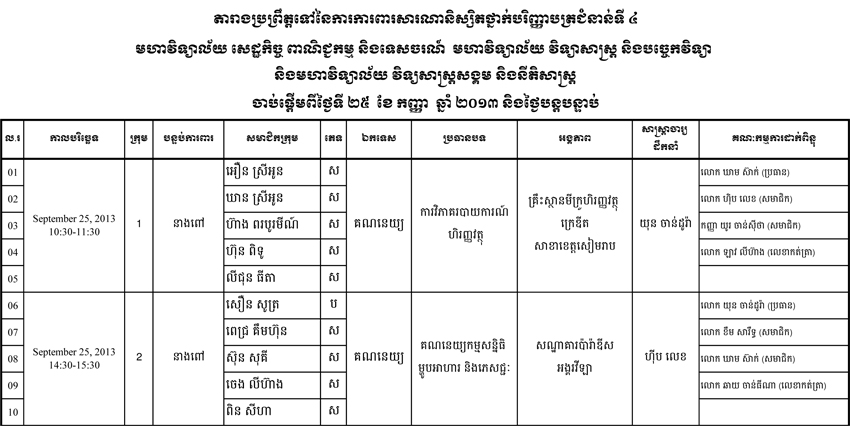 តារាងប្រព្រឹត្តទៅនៃការការពារសារណានិស្សិតថ្នាក់បរិញ្ញាបត្រជំនាន់ទី ៤
មហាវិទ្យាល័យ សេដ្ឋកិច្ច ពាណិជ្ជកម្ម និងទេសចរណ៍ មហាវិទ្យាល័យ វិទ្យាសាស្ត្រ និងបច្ចេកវិទ្យា
និងមហាវិទ្យាល័យ វិទ្យសាស្ត្រសង្គម និងនីតិសាស្ត្រ
ចាប់ផ្តើមពីថ្ងៃទី ២៥ ខែ កញ្ញា ឆ្នាំ ២០១៣ និងថ្ងៃបន្តបន្ទាប់
ល.រ កាលបរិច្ឆេទ ក្រុម បន្ទប់ការពារ សមាជិកក្រុម ភេទ ឯកទេស ប្រធានបទ អង្គភាព សាស្ត្រាចារ្យ ដឹកនាំ គណៈកម្មការដាក់ពិន្ទុ
01 អឿន ស្រីអូន ស លោក ឃាម ស៊ាក់ (ប្រធាន)
02 ឃាន ស្រីអូន ស លោក ហ៊ិប លេខ (សមាជិក)
03 September 25, 2013 10:30-11:30 1 នាងពៅ ហ៊ាង ពរបូរមីណ៍ ស គណនេយ្យ ការវិភាគរបាយការណ៍ ហិរញ្ញវត្ថុ គ្រឹះស្ថានមីក្រូហិរញ្ញវត្ថុ ក្រេឌីត សាខាខេត្តសៀមរាប យុន ចាន់ដូរ៉ា កញ្ញា យូរ ចាន់ស៊ីថា (សមាជិក)
04 ហ៊ុន ពិទូ ស លោក ឡាវ លីហ៊ាង (លេខាកត់ត្រា)
05 លីជុន ធីតា ស
06 សឿន សូត្រ ប លោក យុន ចាន់ដូរ៉ា (ប្រធាន)
07 ពេជ្រ គឹមហ៊ុន ស លោក ខឹម សារិទ្ធ (សមាជិក)
08 September 25, 2013 14:30-15:30 2 នាងពៅ ស៊ុន សុគី ស គណនេយ្យ គណនេយ្យកម្មសន្និធិ ម្ហូបអាហារ និងភេសជ្ជៈ សណ្ឋាគារប៉ារ៉ាឌីស អង្គរវីឡា ហ៊ីប លេខ លោក ឃាម ស៊ាក់ (សមាជិក)
09 ចេង លីហ៊ាង ស លោក ឆាយ ចាន់ធីណា (លេខាកត់ត្រា)
10 ពិន សីហា ស